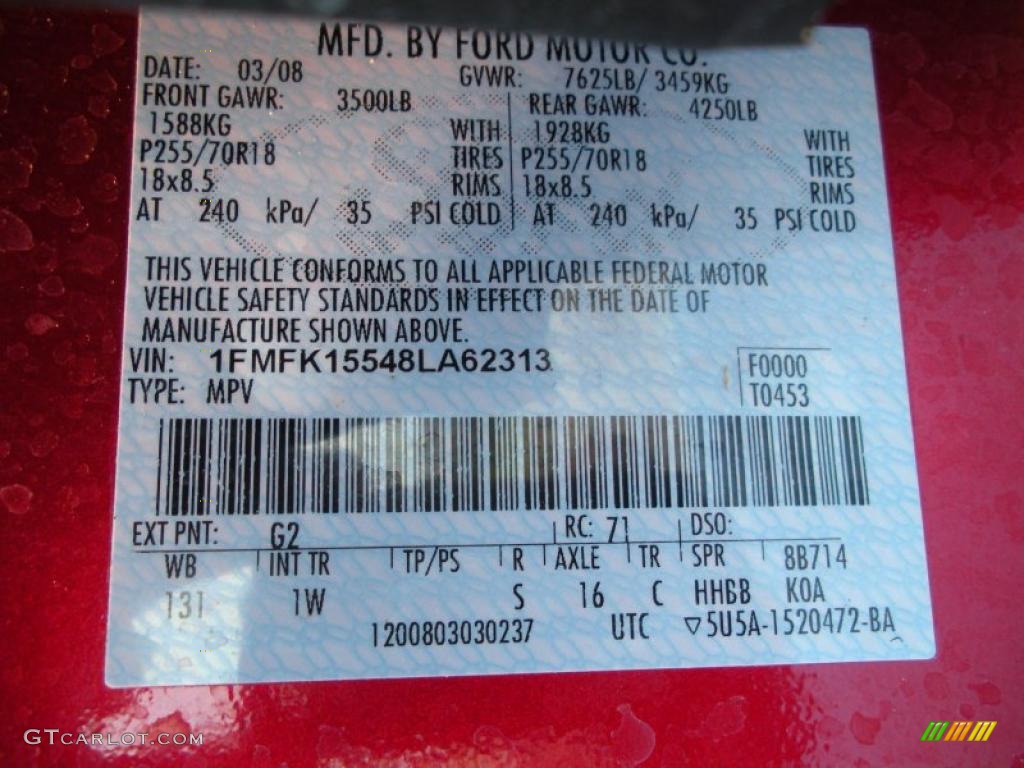 MFD. BY FORD MOTOR CO.
DATE: 03/08 GVWR: 7625LB/ 3459KG
FRONT GAWR: 3500LB REAR GAWR: 4250LB
1588KG WITH 1928KG WITH
P255/70R18 TIRES P255/70R18 TIRES
18x8.5 RIMS 18x8.5 RIMS
AT 240 kPa/ 35 PSI COLD AT 240 kPa/ 35 PSI COLD
THIS VEHICLE CONFORMS TO ALL APPLICABLE FEDERAL MOTOR
VEHICLE SAFETY STANDARDS IN EFFECT ON THE DATE OF
MANUFACTURE SHOWN ABOVE.
VIN: 1FMFK15548LA62313 F0000
TYPE: MPV T0453
EXT PNT: G2 RC: 71 DSO:
WB INT TR TP/PS R AXLE TR SPR 8B714
131 1W S 16 C HHBB KOA
1200803030237 UTC ▽5U5A-1520472-BA
GTCARLOT.COM